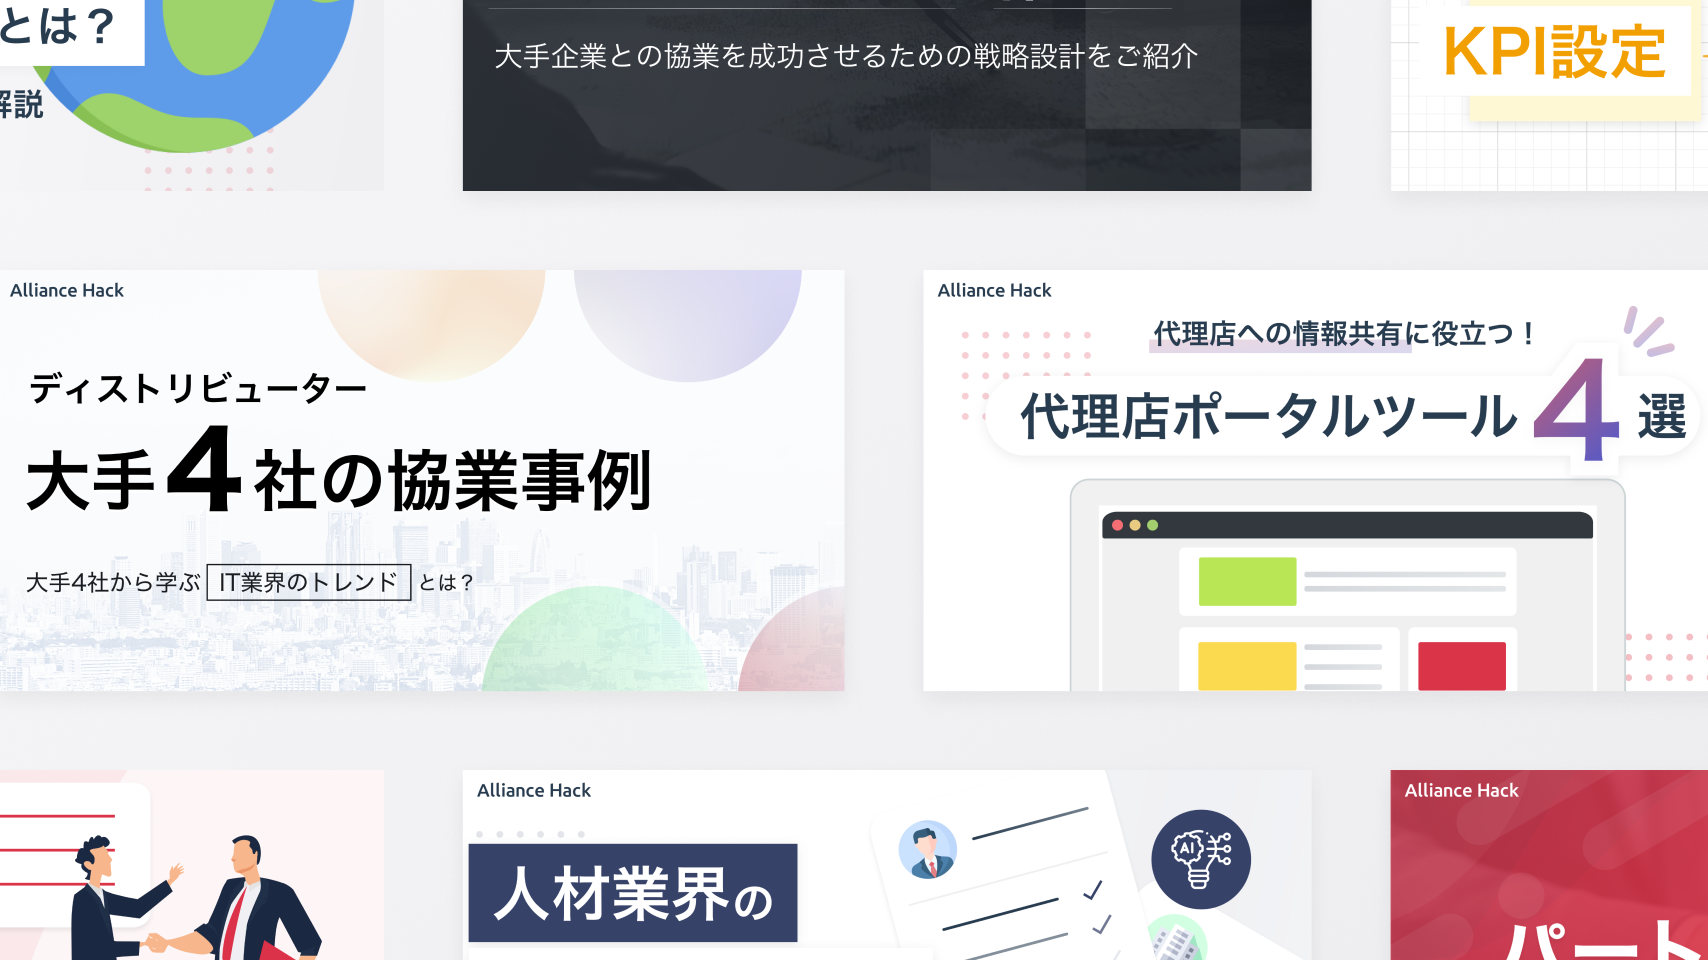 とは？
解説
大手企業との協業を成功させるための戦略設計をご紹介
KPI設定
Alliance Hack
ディストリビューター
大手4社の協業事例
大手4社から学ぶ IT業界のトレンド とは？
Alliance Hack
代理店への情報共有に役立つ！
代理店ポータルツール4選
Alliance Hack
人材業界の
AI
Alliance Hack
パート